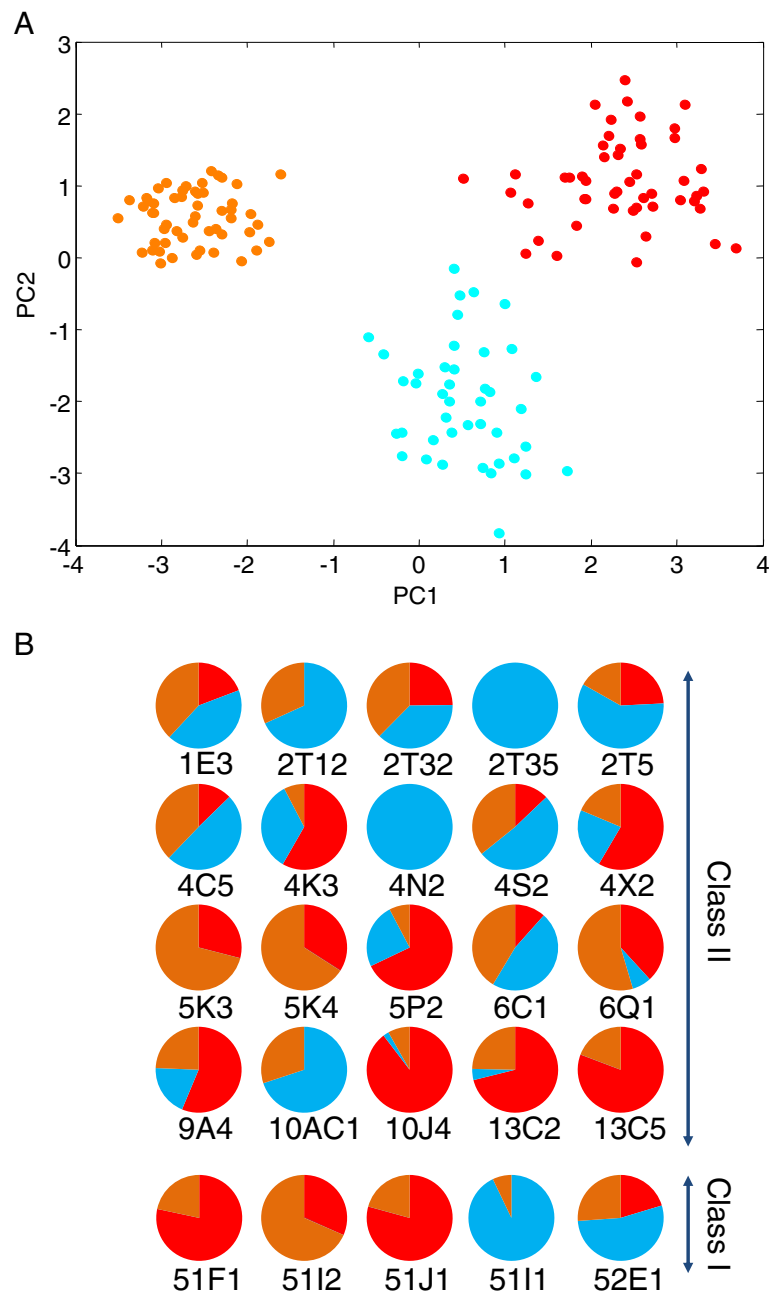 A
3
2
1
0
-1
-2
-3
-4
PC2
-4 -3 -2 -1 0 1 2 3 4
PC1
B
1E3 2T12 2T32 2T35 2T5
4C5 4K3 4N2 4S2 4X2
5K3 5K4 5P2 6C1 6Q1
9A4 10AC1 10J4 13C2 13C5
Class II
51F1 51I2 51J1 51I1 52E1
Class I